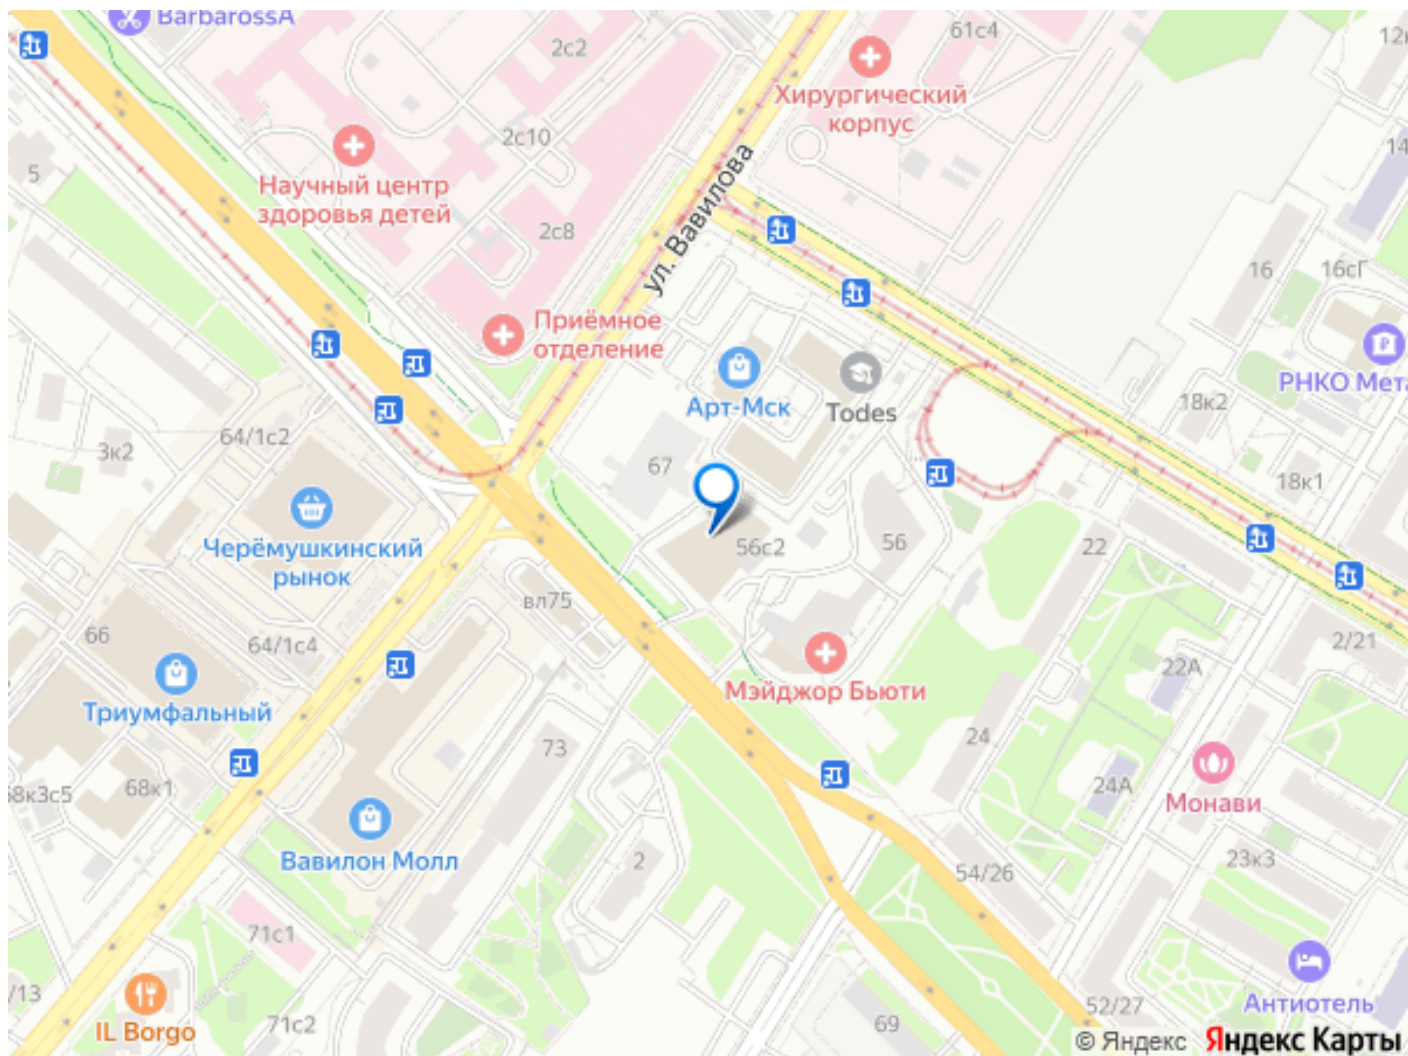 BarbarossA
61с4
12к
2с2
Хирургический
корпус
2с10
14
5
Научный центр
здоровья детей
ул. Вавилова
2с8
16
16сГ
Приёмное
отделение
РНКО Мета
Арт-Мск
Todes
18к2
64/1с2
3к2
67
18к1
Черёмушкинский
рынок
56с2
56
22
вл75
66
64/1с4
2/21
22А
Мэйджор Бьюти
Триумфальный
73
24
24А
68к3с5
68к1
Монави
Вавилон Молл
2
23к3
54/26
71с1
/13
Антиотель
IL Borgo
71с2
69
52/27
© Яндекс Яндекс Карты